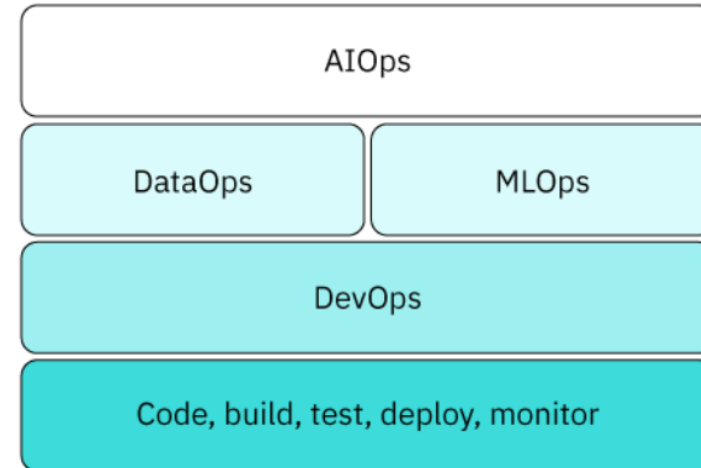 AIOps
DataOps
MLOps
DevOps
Code, build, test, deploy, monitor